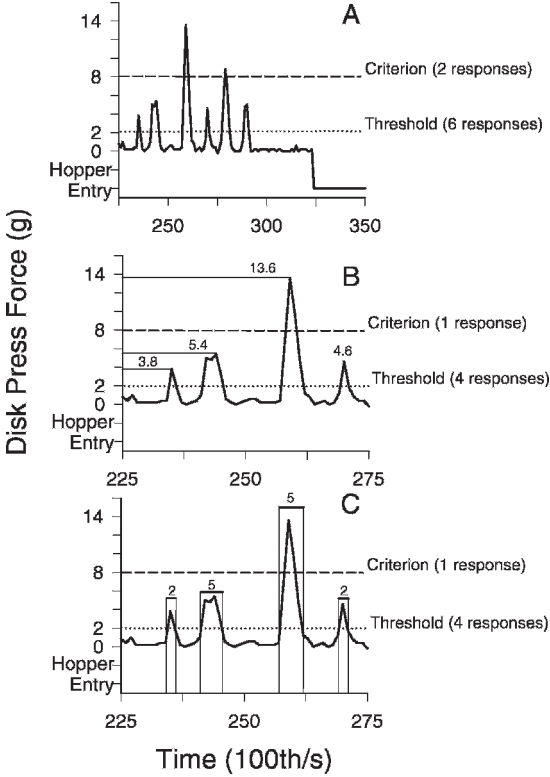 A
14
Criterion (2 responses)
8
Threshold (6 responses)
2
0
Hopper
Entry
250
300
350
Disk Press Force (g)
B
14
13.6
8
Criterion (1 response)
5.4
3.8
4.6
Threshold (4 responses)
2
0
Hopper
Entry
225
250
275
C
5
14
8
Criterion (1 response)
2
5
2
Threshold (4 responses)
2
0
Hopper
Entry
225
250
275
Time (100th/s)